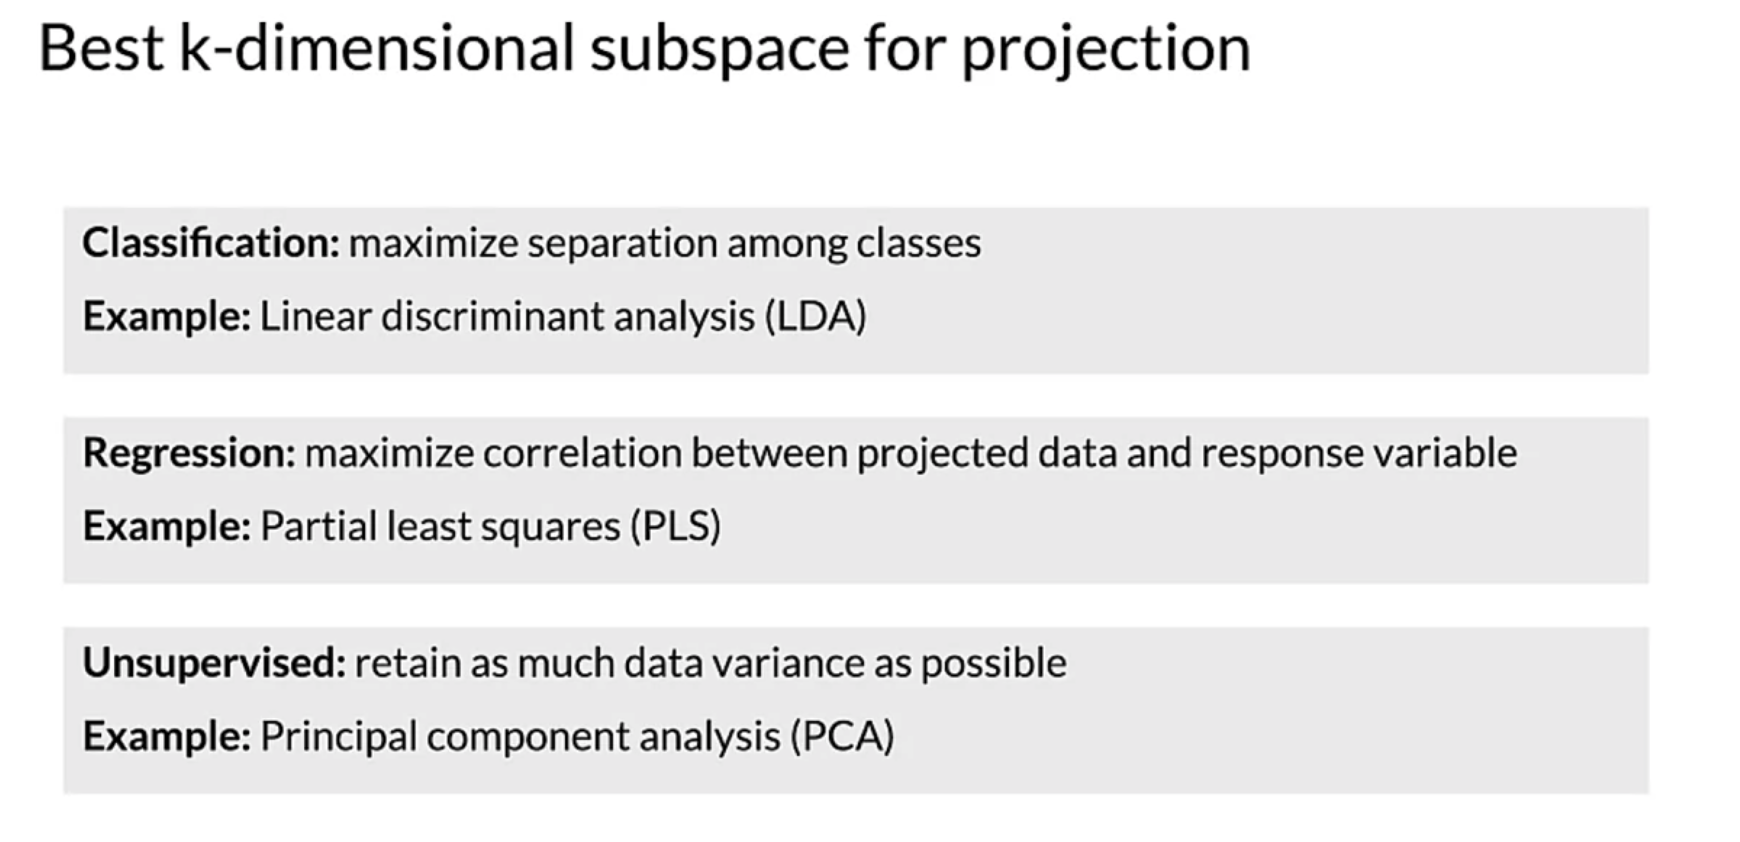 Best k-dimensional subspace for projection
Classification: maximize separation among classes
Example: Linear discriminant analysis (LDA)
Regression: maximize correlation between projected data and response variable
Example: Partial least squares (PLS)
Unsupervised: retain as much data variance as possible
Example: Principal component analysis (PCA)